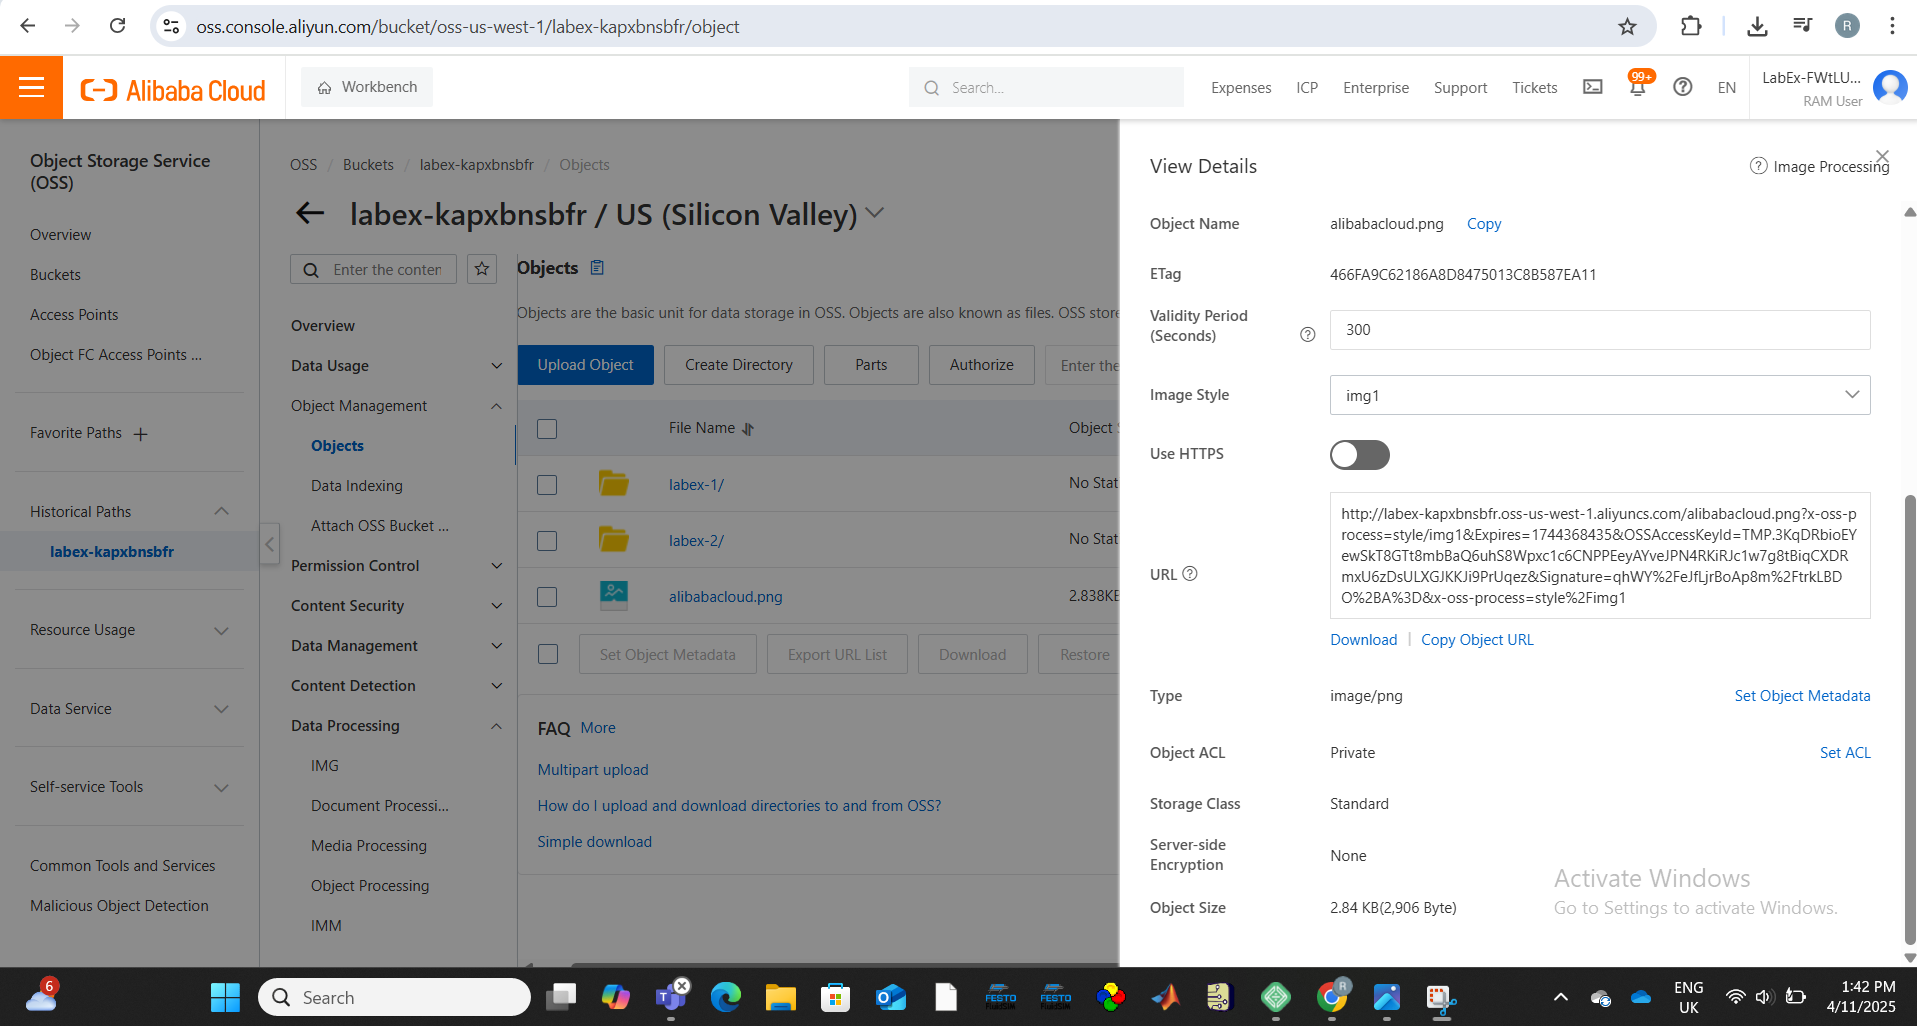 oss.console.aliyun.com/bucket/oss-us-west-1/labex-kapxbnsbfr/object
R
Alibaba Cloud
Workbench
Search...
Expenses
ICP
Enterprise
Support
Tickets
99+
EN
LabEx-FWtLU...
RAM User
Object Storage Service
(OSS)
Overview
Buckets
Access Points
Object FC Access Points ...
Favorite Paths
Historical Paths
labex-kapxbnsbfr
Resource Usage
Data Service
Self-service Tools
Common Tools and Services
Malicious Object Detection
OSS / Buckets / labex-kapxbnsbfr / Objects
labex-kapxbnsbfr / US (Silicon Valley)
Enter the conten
Overview
Data Usage
Object Management
Objects
Data Indexing
Attach OSS Bucket ...
Permission Control
Content Security
Data Management
Content Detection
Data Processing
IMG
Document Processi...
Media Processing
Object Processing
IMM
Objects
Objects are the basic unit for data storage in OSS. Objects are also known as files. OSS store
Upload Object
Create Directory
Parts
Authorize
Enter the
File Name
Object S
labex-1/
No Stat
labex-2/
No Stat
alibabacloud.png
2.838KB
Set Object Metadata
Export URL List
Download
Restore
FAQ More
Multipart upload
How do I upload and download directories to and from OSS?
Simple download
View Details
Image Processing
Object Name
alibabacloud.png
Copy
ETag
466FA9C62186A8D8475013C8B587EA11
Validity Period
(Seconds)
300
Image Style
img1
Use HTTPS
URL
http://labex-kapxbnsbfr.oss-us-west-1.aliyuncs.com/alibabacloud.png?x-oss-p
rocess=style/img1&Expires=1744368435&OSSAccessKeyId=TMP.3KqDRbioEY
ewSkT8GTt8mbBaQ6uhS8Wpxc1c6CNPPEeyAYveJPN4RKiRJc1w7g8tBiqCXDR
mxU6zDsULXGJKKJi9PrUqez&Signature=qhWY%2FeJfLjrBoAp8m%2FtrkLBD
O%2BA%3D&x-oss-process=style%2Fimg1
Download | Copy Object URL
Type
image/png
Set Object Metadata
Object ACL
Private
Set ACL
Storage Class
Standard
Server-side
Encryption
None
Object Size
2.84 KB(2,906 Byte)
Activate Windows
Go to Settings to activate Windows.
6
Search
FESTO
FESTO
R
ENG
UK
1:42 PM
4/11/2025